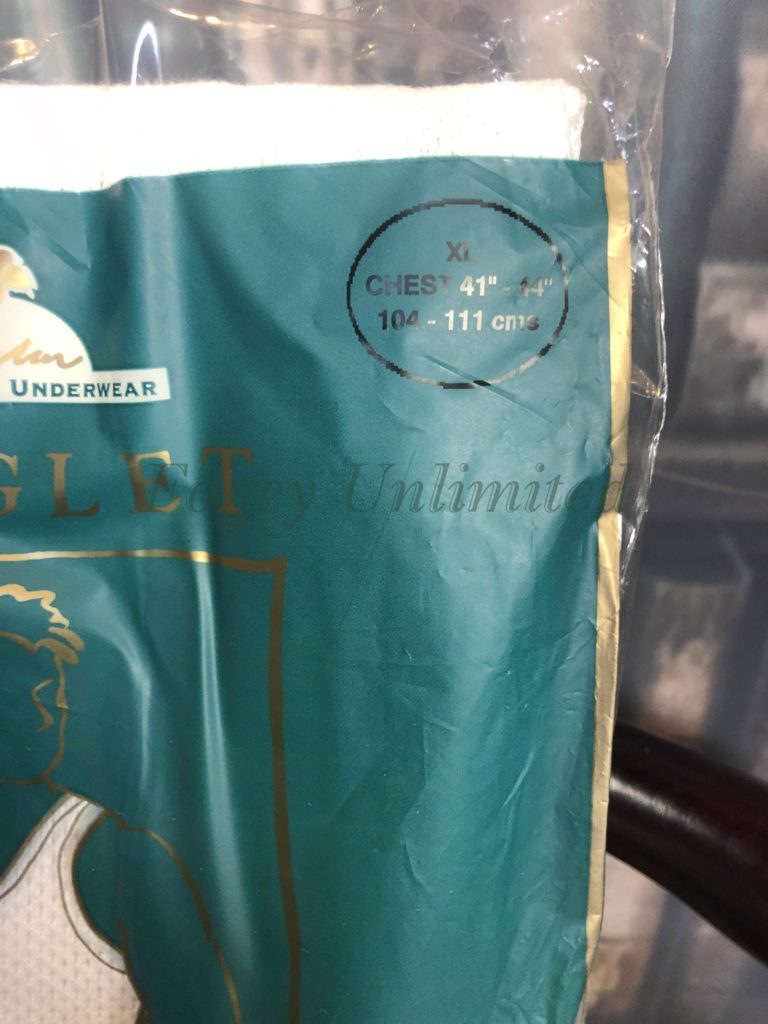 XL
CHEST 41" - 44"
104 - 111 cms
UNDERWEAR
GLET
Unlimited